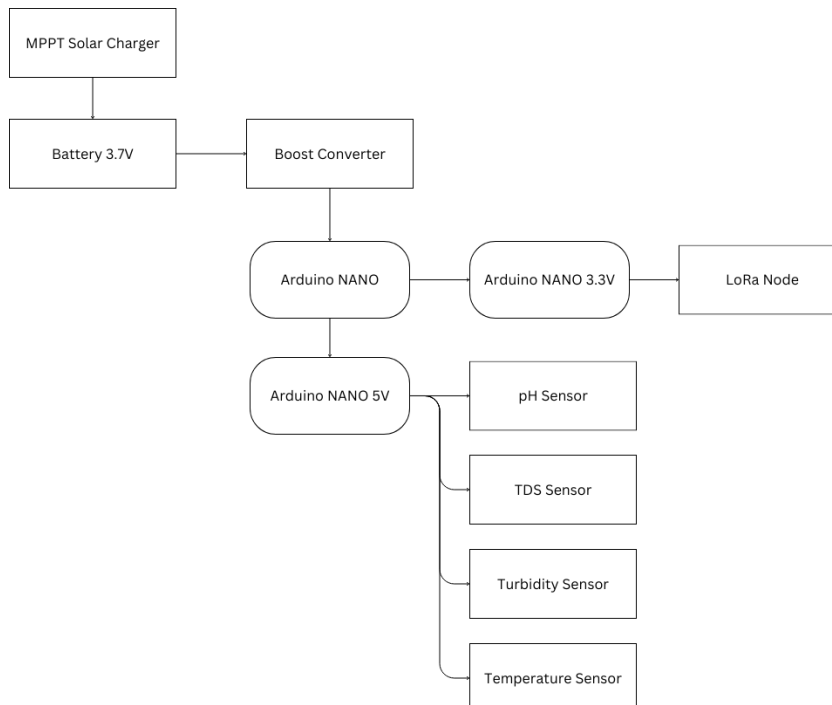 MPPT Solar Charger
Battery 3.7V
Boost Converter
Arduino NANO
Arduino NANO 3.3V
LoRa Node
Arduino NANO 5V
pH Sensor
TDS Sensor
Turbidity Sensor
Temperature Sensor